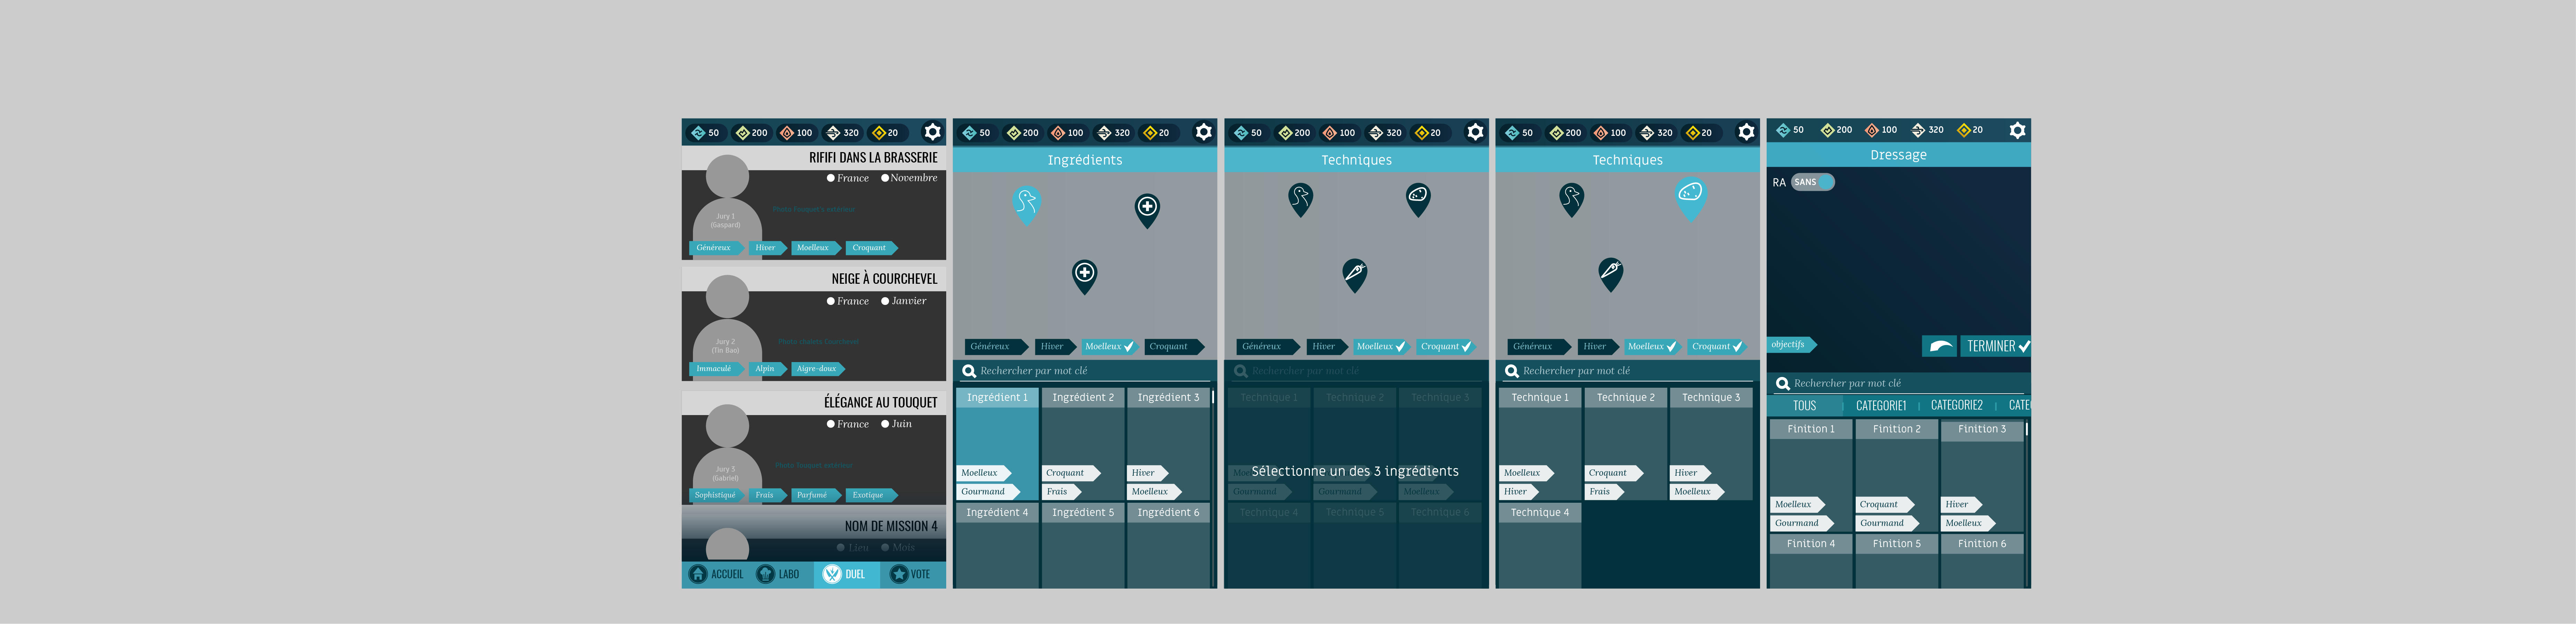 50 200 100 320 20
RIFIFI DANS LA BRASSERIE
France Novembre
Jury 1
(Gaspard)
Généreux Hiver Moelleux Croquant
NEIGE À COURCHEVEL
France Janvier
Photo chalets Courchevel
Jury 2
(Tin Bao)
Immaculé Alpin Aigre-doux
ÉLÉGANCE AU TOUQUET
France Juin
Photo Touquet
Jury 3
(Gabriel)
Sophistiqué Frais Parfumé Exotique
NOM DE MISSION 4
Lieu Mois
ACCUEIL LABO DUEL VOTE
50 200 100 320 20
Ingrédients
Généreux Hiver Moelleux Croquant
Rechercher par mot clé
Ingrédient 1 Ingrédient 2 Ingrédient 3
Moelleux Croquant Hiver
Gourmand Frais Moelleux
Ingrédient 4 Ingrédient 5 Ingrédient 6
50 200 100 320 20
Techniques
Généreux Hiver Moelleux Croquant
Rechercher par mot clé
Technique 1 Technique 2 Technique 3
Sélectionne un des 3 ingrédients
Gourmand Gourmand Moelleux
Technique 4 Technique 5 Technique 6
50 200 100 320 20
Techniques
Généreux Hiver Moelleux Croquant
Rechercher par mot clé
Technique 1 Technique 2 Technique 3
Moelleux Croquant Hiver
Hiver Frais Moelleux
Technique 4
50 200 100 320 20
Dressage
RA SANS
objectifs TERMINER
Rechercher par mot clé
TOUS CATEGORIE1 CATEGORIE2 CATE
Finition 1 Finition 2 Finition 3
Moelleux Croquant Hiver
Gourmand Gourmand Moelleux
Finition 4 Finition 5 Finition 6